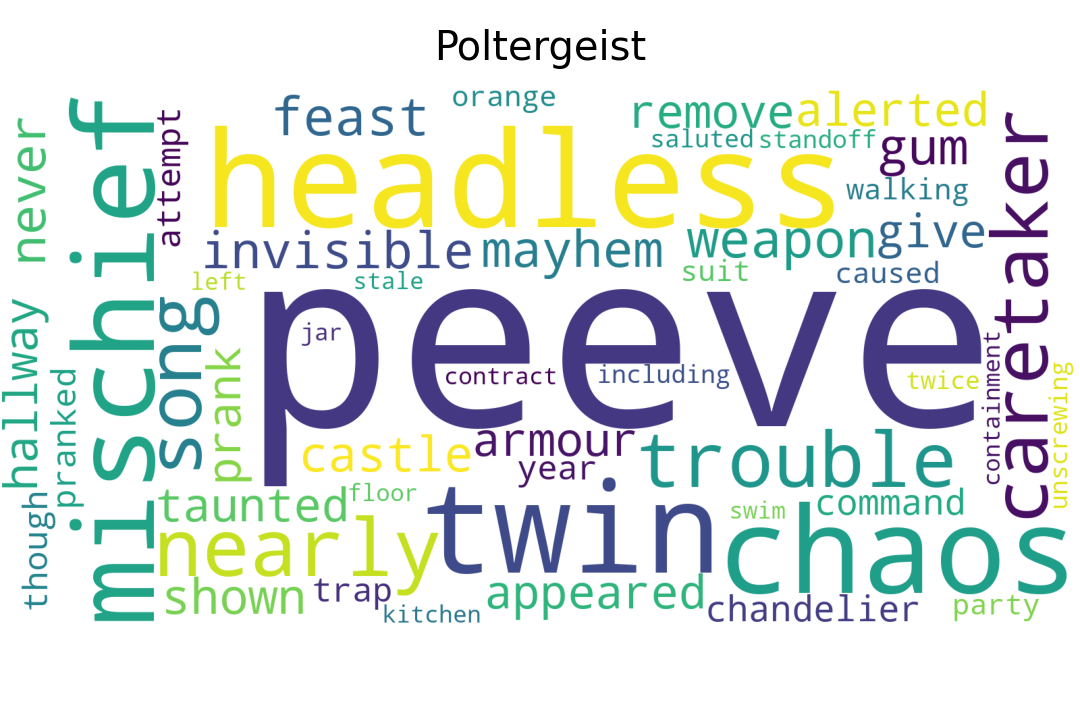 Poltergeist
orange
feast
remove
alerted
headless
saluted
standoff
gum
never
mischief
attempt
walking
caretaker
invisible
mayhem
weapon
give
left
stale
suit
caused
peeve
jar
song
hallway
prank
pranked
contract
including
twice
containment
unscrewing
castle
armour
year
trouble
taunted
floor
twin
swim
command
though
nearly
chaos
shown
trap
kitchen
appeared
chandelier
party